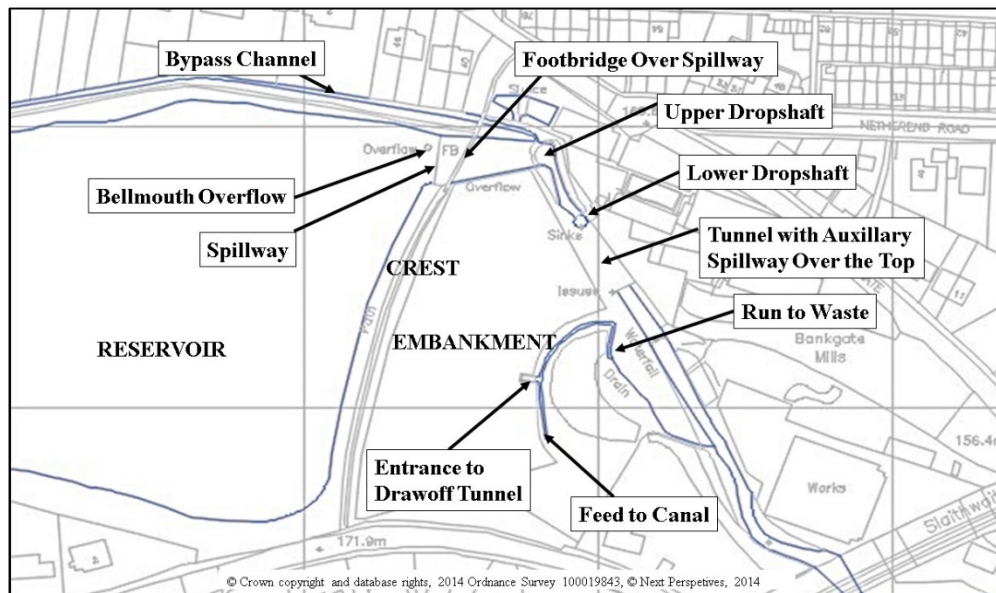 Bypass Channel
Footbridge Over Spillway
Sluice
Upper Dropshaft
NETHEREND ROAD
Overflow
FB
Bellmouth Overflow
Overflow
Lower Dropshaft
Spillway
Sinks
Tunnel with Auxillary
Spillway Over the Top
CREST
Issues
Run to Waste
RESERVOIR
EMBANKMENT
Waterfall
Bankgate
Mills
Drain
156.4m
Entrance to
Drawoff Tunnel
Works
Feed to Canal
171.9m
© Crown copyright and database rights, 2014 Ordnance Survey 100019843, © Next Perspetives, 2014